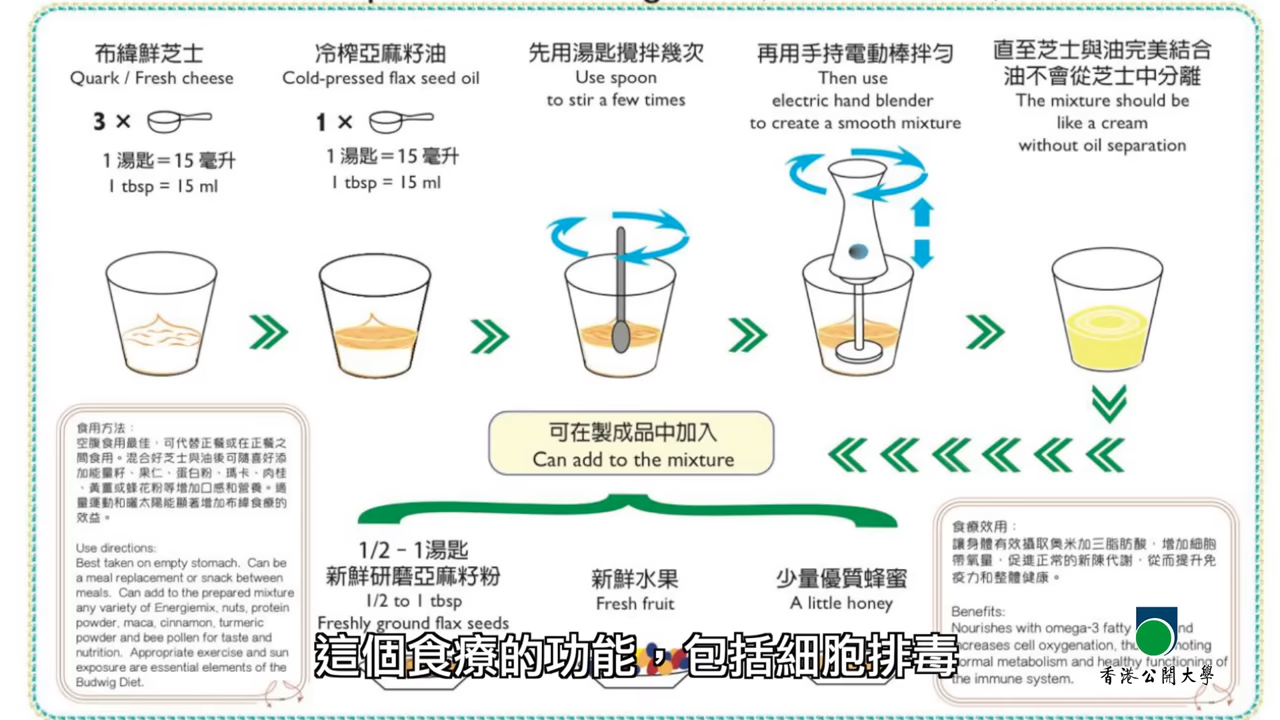 布緯鮮芝士
Quark / Fresh cheese
3 ×
1 湯匙＝15 毫升
1 tbsp = 15 ml
冷榨亞麻籽油
Cold-pressed flax seed oil
1 ×
1 湯匙＝15 毫升
1 tbsp = 15 ml
先用湯匙攪拌幾次
Use spoon
to stir a few times
再用手持電動棒拌勻
Then use
electric hand blender
to create a smooth mixture
直至芝士與油完美結合
油不會從芝士中分離
The mixture should be
like a cream
without oil separation
食用方法：
空腹食用最佳，可代替正餐或在正餐之
間食用。混合好芝士與油後可隨喜好添
加能量籽、果仁、蛋白粉、瑪卡、肉桂
、黃薑或蜂花粉等增加口感和營養。適
量運動和曬太陽能顯著增加布緯食療的
效益。
Use directions:
Best taken on empty stomach. Can be
a meal replacement or snack between
meals. Can add to the prepared mixture
any variety of Energiemix, nuts, protein
powder, maca, cinnamon, turmeric
powder and bee pollen for taste and
nutrition. Appropriate exercise and sun
exposure are essential elements of the
Budwig Diet.
可在製成品中加入
Can add to the mixture
1/2 – 1湯匙
新鮮研磨亞麻籽粉
1/2 to 1 tbsp
Freshly ground flax seeds
新鮮水果
Fresh fruit
少量優質蜂蜜
A little honey
食療效用：
讓身體有效攝取奧米加三脂肪酸，增加細胞
帶氧量，促進正常的新陳代謝，從而提升免
疫力和整體健康。
Benefits:
Nourishes with omega-3 fatty
increases cell oxygenation,
normal metabolism and healthy functioning of
the immune system.
這個食療的功能，包括細胞排毒
香港公開大學